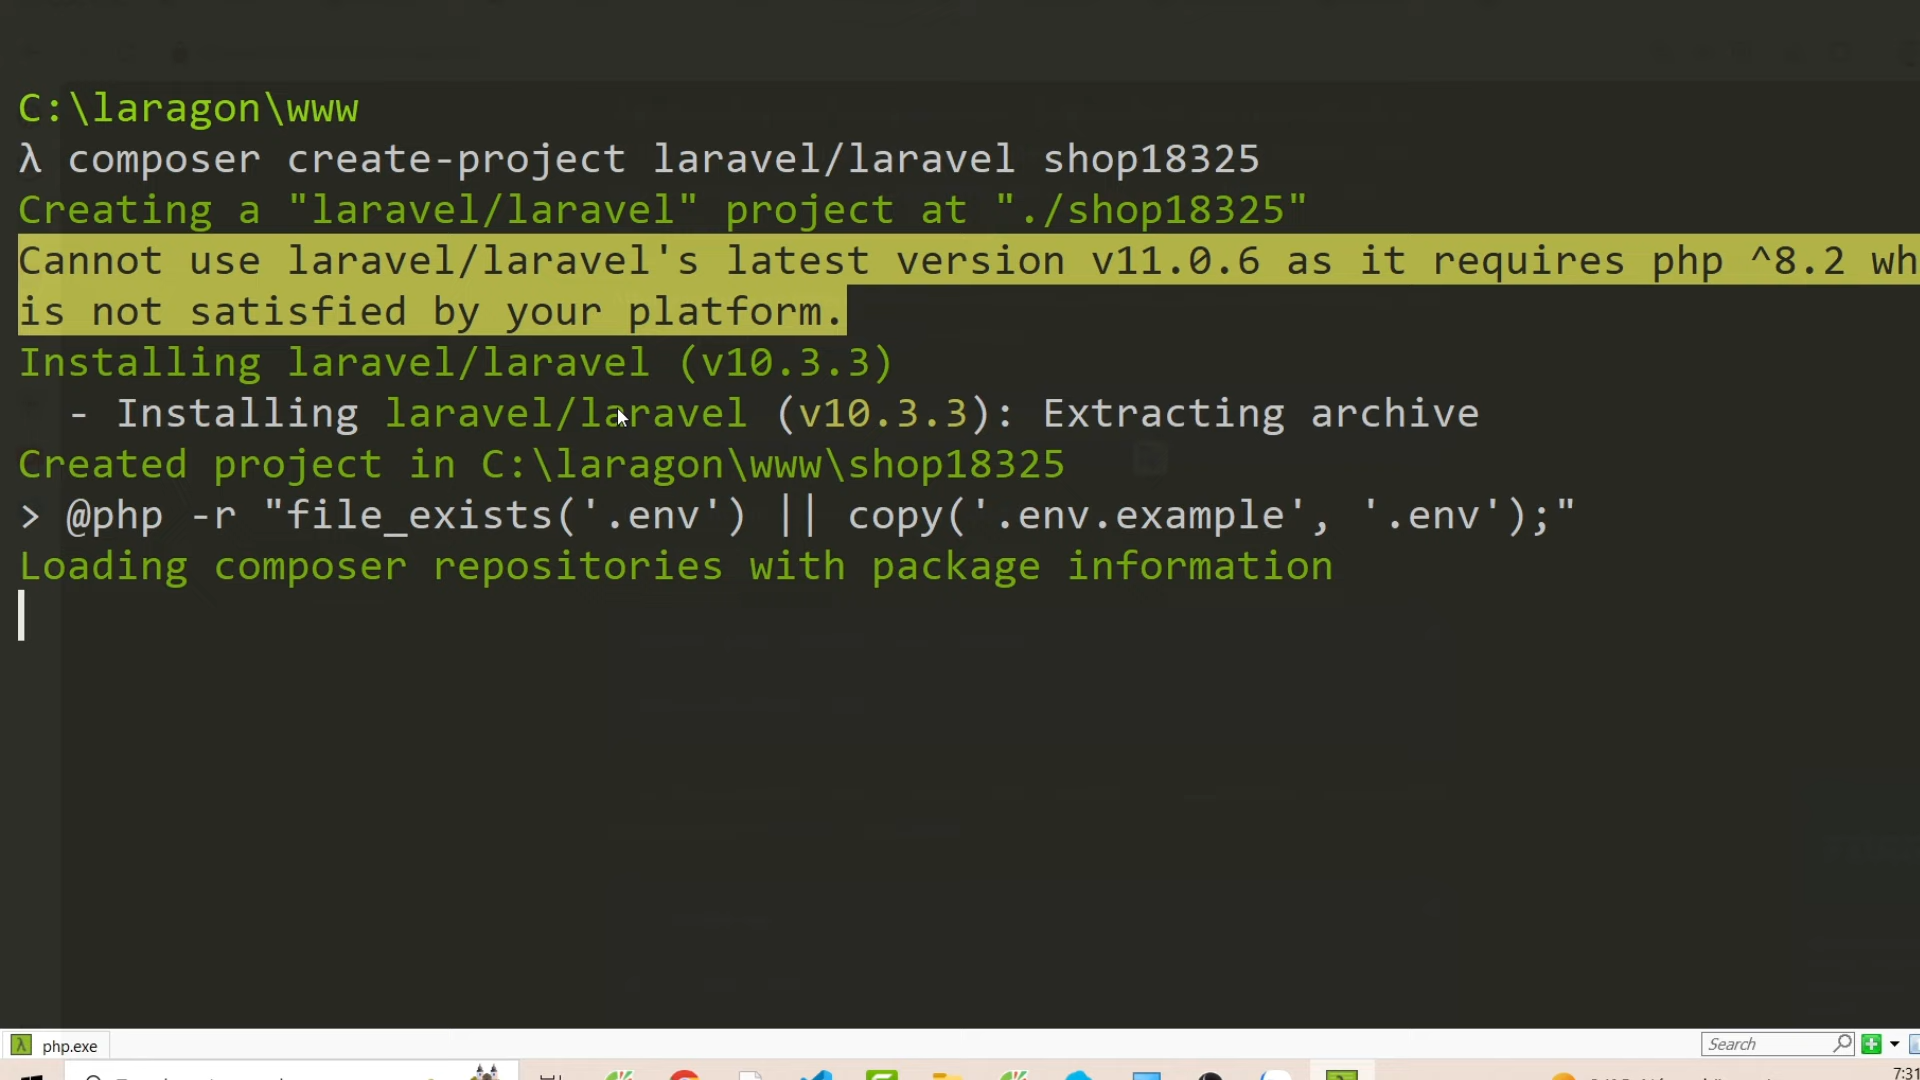 C:\laragon\www
λ composer create-project laravel/laravel shop18325
Creating a "laravel/laravel" project at "./shop18325"
Cannot use laravel/laravel's latest version v11.0.6 as it requires php ^8.2 wh
is not satisfied by your platform.
Installing laravel/laravel (v10.3.3)
- Installing laravel/laravel (v10.3.3): Extracting archive
Created project in C:\laragon\www\shop18325
> @php -r "file_exists('.env') || copy('.env.example', '.env');"
Loading composer repositories with package information
php.exe
Search
7:31